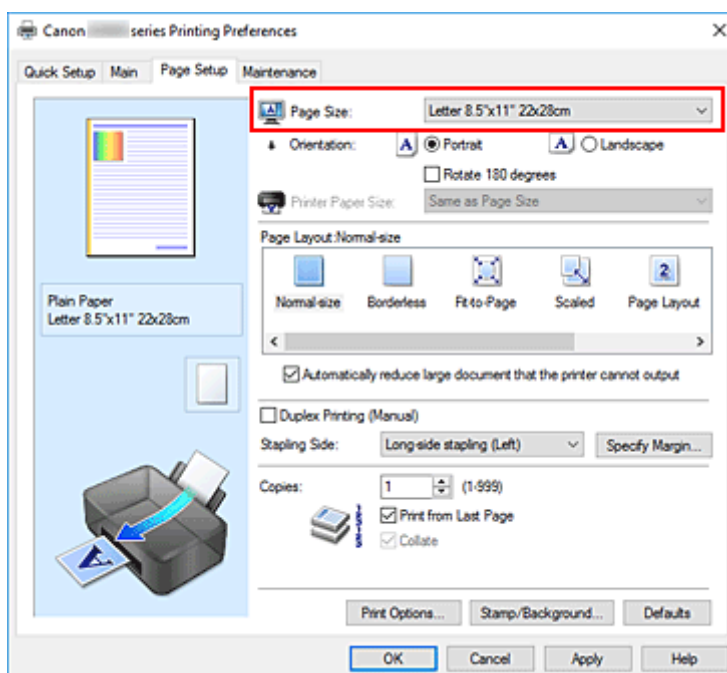 Canon series Printing Preferences
Quick Setup Main Page Setup Maintenance
Page Size: Letter 8.5"x11" 22x28cm
Orientation: A Portrait A Landscape
Rotate 180 degrees
Printer Paper Size: Same as Page Size
Page Layout:Normal-size
Normal-size Borderless Fit-to-Page Scaled Page Layout
Plain Paper
Letter 8.5"x11" 22x28cm
Automatically reduce large document that the printer cannot output
Duplex Printing (Manual)
Stapling Side: Long-side stapling (Left) Specify Margin...
Copies: 1 (1-999)
Print from Last Page
Collate
Print Options... Stamp/Background... Defaults
OK Cancel Apply Help